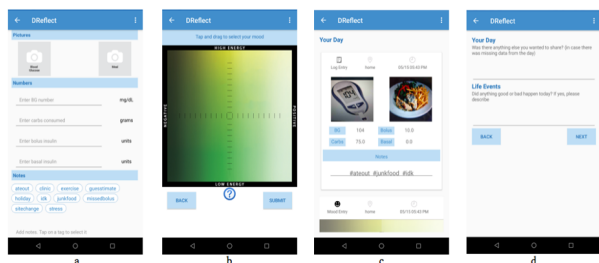 DReflect
Pictures
Blood Glucose
Meal
Numbers
Enter BG number mg/dL
Enter carbs consumed grams
Enter bolus insulin units
Enter basal insulin units
Notes
ateout clinic exercise guesstimate
holiday idk junkfood missedbolus
sitechange stress
Add notes. Tap on a tag to select it
a
DReflect
Tap and drag to select your mood
HIGH ENERGY
NEGATIVE
POSITIVE
LOW ENERGY
BACK
?
SUBMIT
b
DReflect
Your Day
Log Entry home
BG 104 Bolus 10.0
Carbs 75.0 Basal 0.0
Notes
#ateout #junkfood #idk
Mood Entry home
c
DReflect
Your Day
Was there anything else you wanted to share? (In case there
was missing data from the day)
Life Events
Did anything good or bad happen today? If yes, please
describe
BACK NEXT
d